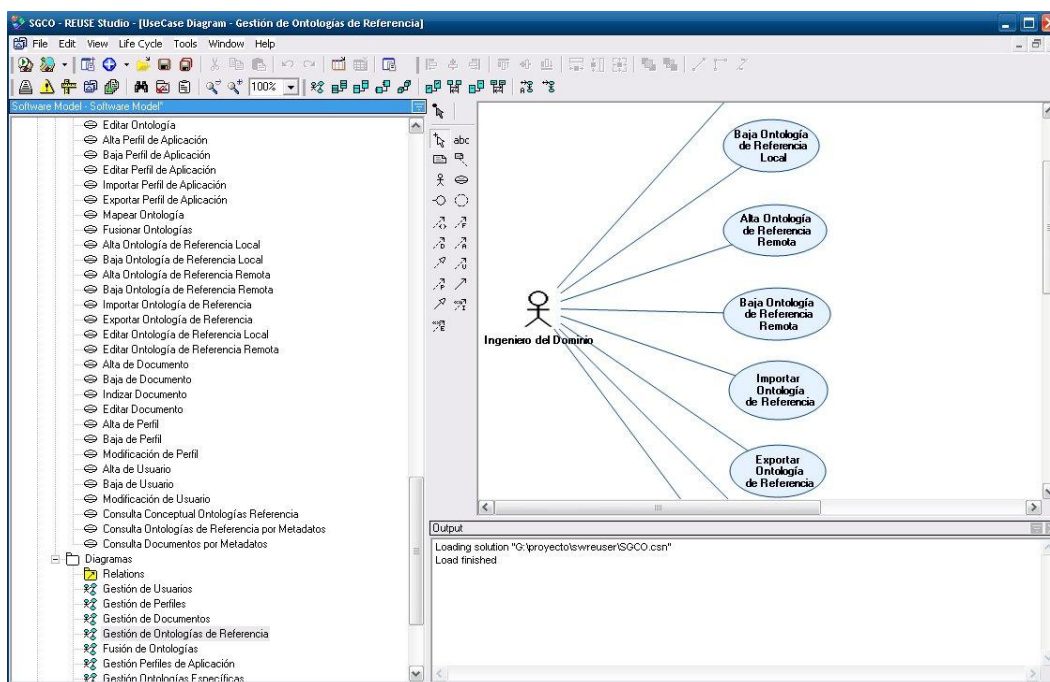 SGCO - REUSE Studio - [UseCase Diagram - Gestión de Ontologías de Referencia]
File Edit View Life Cycle Tools Window Help
100%
Software Model - Software Model*
Editar Ontología
Alta Perfil de Aplicación
Baja Perfil de Aplicación
Editar Perfil de Aplicación
Importar Perfil de Aplicación
Exportar Perfil de Aplicación
Mapear Ontología
Fusionar Ontologías
Alta Ontología de Referencia Local
Baja Ontología de Referencia Local
Alta Ontología de Referencia Remota
Baja Ontología de Referencia Remota
Importar Ontología de Referencia
Exportar Ontología de Referencia
Editar Ontología de Referencia Local
Editar Ontología de Referencia Remota
Alta de Documento
Baja de Documento
Indizar Documento
Editar Documento
Alta de Perfil
Baja de Perfil
Modificación de Perfil
Alta de Usuario
Baja de Usuario
Modificación de Usuario
Consulta Conceptual Ontologías Referencia
Consulta Ontologías de Referencia por Metadatos
Consulta Documentos por Metadatos
Diagramas
Relations
Gestión de Usuarios
Gestión de Perfiles
Gestión de Documentos
Gestión de Ontologías de Referencia
Fusión de Ontologías
Gestión Perfiles de Aplicación
Gestión Ontologías Específicas
abc
Baja Ontología
de Referencia
Local
Alta Ontología
de Referencia
Remota
Baja Ontología
de Referencia
Remota
Ingeniero del Dominio
Importar
Ontología
de Referencia
Exportar
Ontología
de Referencia
Output
Loading solution "G:\proyecto\swreuser\SGCO.csn"
Load finished